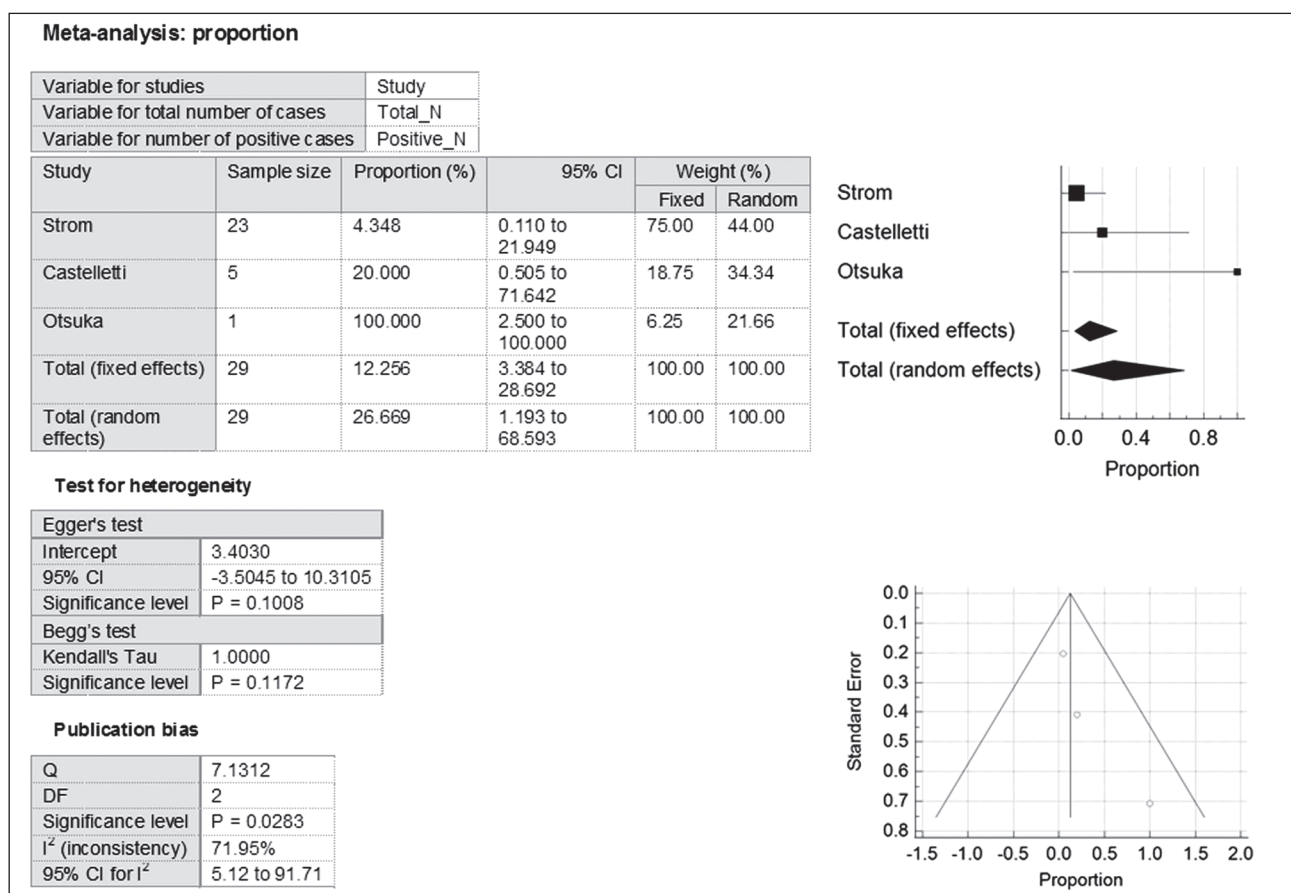 Meta-analysis: proportion
Variable for studies Study
Variable for total number of cases Total_N
Variable for number of positive cases Positive_N
Study Sample size Proportion (%) 95% CI Weight (%)
Fixed Random
Strom 23 4.348 0.110 to 75.00 44.00
21.949
Castelletti 5 20.000 0.505 to 18.75 34.34
71.642
Otsuka 1 100.000 2.500 to 6.25 21.66
100.000
Total (fixed effects) 29 12.256 3.384 to 100.00 100.00
28.692
Total (random 29 26.669 1.193 to 100.00 100.00
effects) 68.593
Strom
Castelletti
Otsuka
Total (fixed effects)
Total (random effects)
0.0 0.4 0.8
Proportion
Test for heterogeneity
Egger's test
Intercept 3.4030
95% CI -3.5045 to 10.3105
Significance level P = 0.1008
Begg's test
Kendall's Tau 1.0000
Significance level P = 0.1172
Publication bias
Q 7.1312
DF 2
Significance level P = 0.0283
I² (inconsistency) 71.95%
95% CI for I² 5.12 to 91.71
Standard Error
0.0
0.1
0.2
0.3
0.4
0.5
0.6
0.7
0.8
-1.5 -1.0 -0.5 0.0 0.5 1.0 1.5 2.0
Proportion